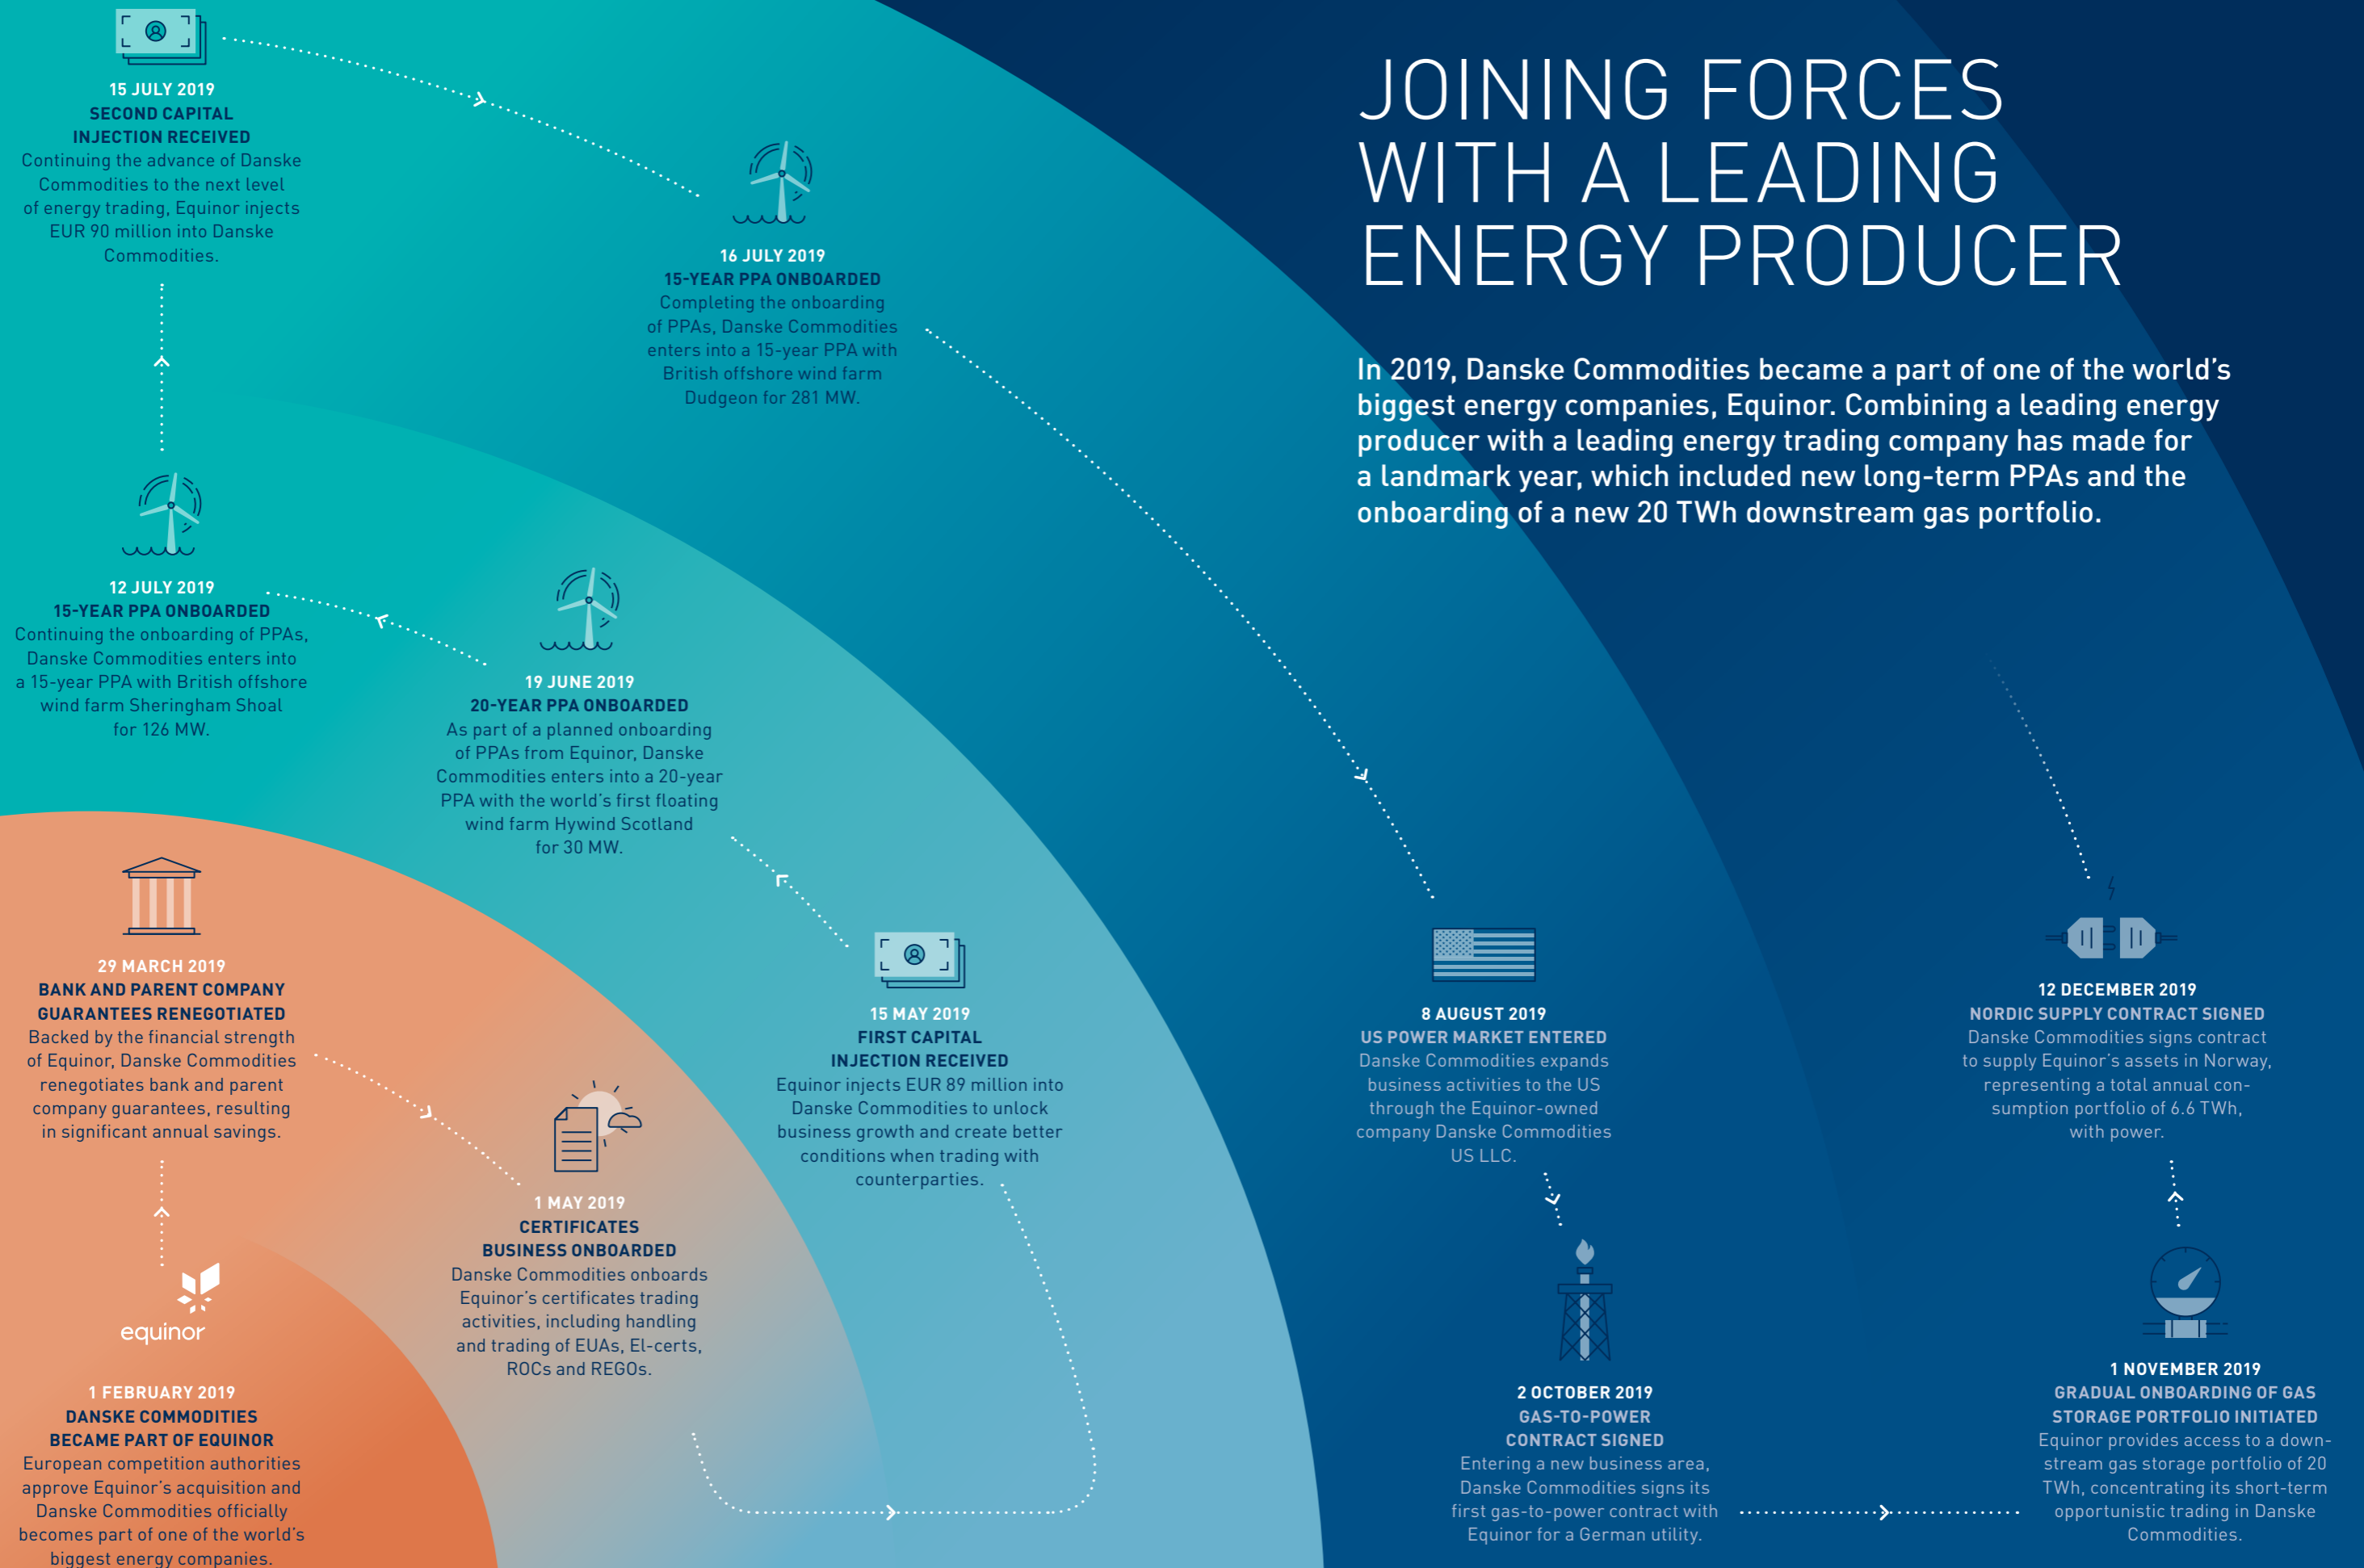 JOINING FORCES
WITH A LEADING
ENERGY PRODUCER
In 2019, Danske Commodities became a part of one of the world’s
biggest energy companies, Equinor. Combining a leading energy
producer with a leading energy trading company has made for
a landmark year, which included new long-term PPAs and the
onboarding of a new 20 TWh downstream gas portfolio.
equinor
1 FEBRUARY 2019
DANSKE COMMODITIES
BECAME PART OF EQUINOR
European competition authorities
approve Equinor’s acquisition and
Danske Commodities officially
becomes part of one of the world’s
biggest energy companies.
29 MARCH 2019
BANK AND PARENT COMPANY
GUARANTEES RENEGOTIATED
Backed by the financial strength
of Equinor, Danske Commodities
renegotiates bank and parent
company guarantees, resulting
in significant annual savings.
1 MAY 2019
CERTIFICATES
BUSINESS ONBOARDED
Danske Commodities onboards
Equinor’s certificates trading
activities, including handling
and trading of EUAs, El-certs,
ROCs and REGOs.
15 MAY 2019
FIRST CAPITAL
INJECTION RECEIVED
Equinor injects EUR 89 million into
Danske Commodities to unlock
business growth and create better
conditions when trading with
counterparties.
19 JUNE 2019
20-YEAR PPA ONBOARDED
As part of a planned onboarding
of PPAs from Equinor, Danske
Commodities enters into a 20-year
PPA with the world’s first floating
wind farm Hywind Scotland
for 30 MW.
12 JULY 2019
15-YEAR PPA ONBOARDED
Continuing the onboarding of PPAs,
Danske Commodities enters into
a 15-year PPA with British offshore
wind farm Sheringham Shoal
for 126 MW.
15 JULY 2019
SECOND CAPITAL
INJECTION RECEIVED
Continuing the advance of Danske
Commodities to the next level
of energy trading, Equinor injects
EUR 90 million into Danske
Commodities.
16 JULY 2019
15-YEAR PPA ONBOARDED
Completing the onboarding
of PPAs, Danske Commodities
enters into a 15-year PPA with
British offshore wind farm
Dudgeon for 281 MW.
8 AUGUST 2019
US POWER MARKET ENTERED
Danske Commodities expands
business activities to the US
through the Equinor-owned
company Danske Commodities
US LLC.
2 OCTOBER 2019
GAS-TO-POWER
CONTRACT SIGNED
Entering a new business area,
Danske Commodities signs its
first gas-to-power contract with
Equinor for a German utility.
1 NOVEMBER 2019
GRADUAL ONBOARDING OF GAS
STORAGE PORTFOLIO INITIATED
Equinor provides access to a down-
stream gas storage portfolio of 20
TWh, concentrating its short-term
opportunistic trading in Danske
Commodities.
12 DECEMBER 2019
NORDIC SUPPLY CONTRACT SIGNED
Danske Commodities signs contract
to supply Equinor’s assets in Norway,
representing a total annual con-
sumption portfolio of 6.6 TWh,
with power.